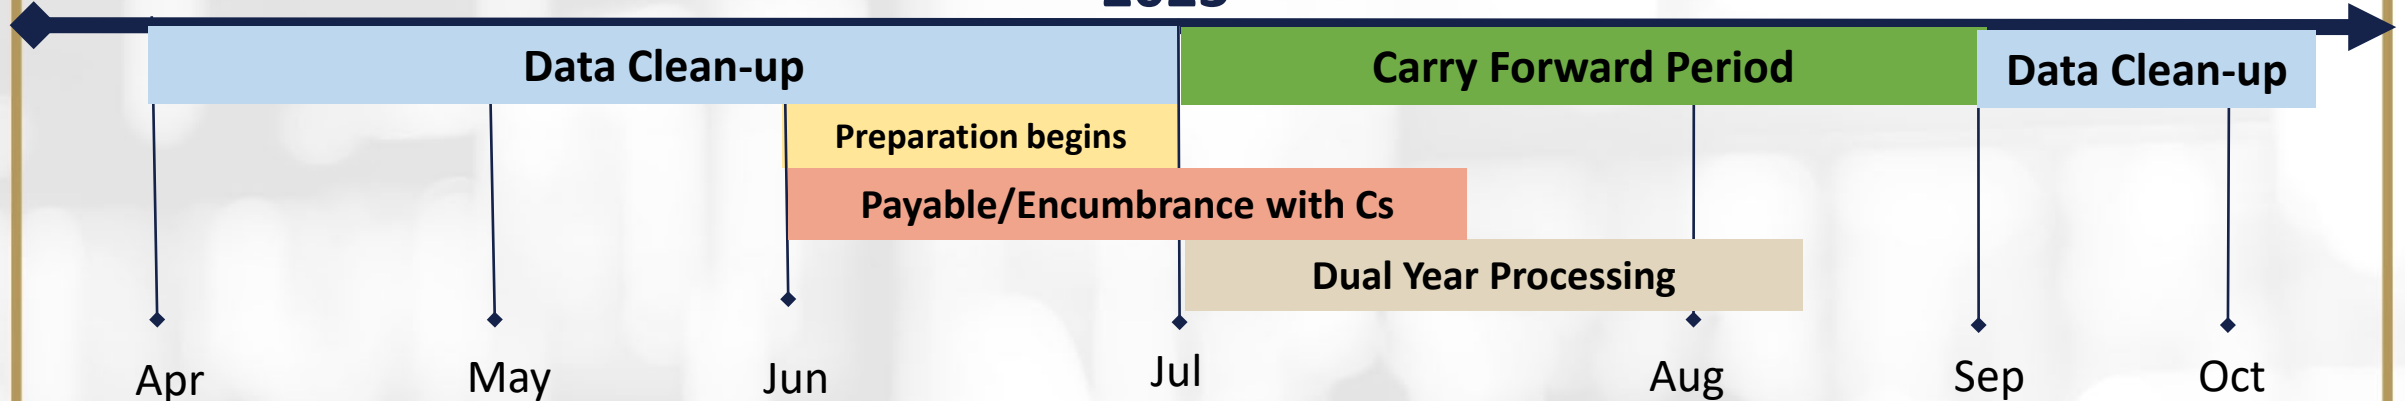 Data Clean-up
Carry Forward Period
Data Clean-up
Preparation begins
Payable/Encumbrance with Cs
Dual Year Processing
Apr
May
Jun
Jul
Aug
Sep
Oct